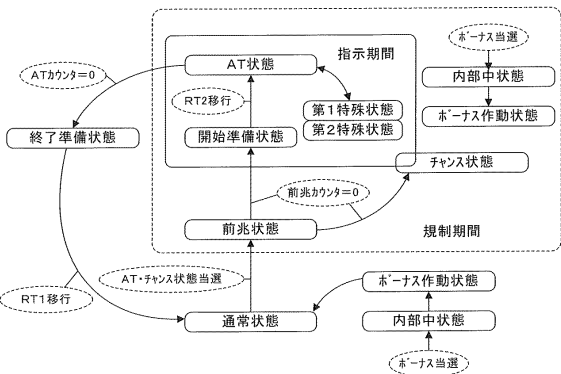 ボーナス当選
指示期間
AT状態
ATカウンタ=0
内部中状態
RT2移行
第1特殊状態
ボーナス作動状態
終了準備状態
開始準備状態
第2特殊状態
チャンス状態
前兆カウンタ=0
前兆状態
規制期間
AT・チャンス状態当選
ボーナス作動状態
RT1移行
通常状態
内部中状態
ボーナス当選